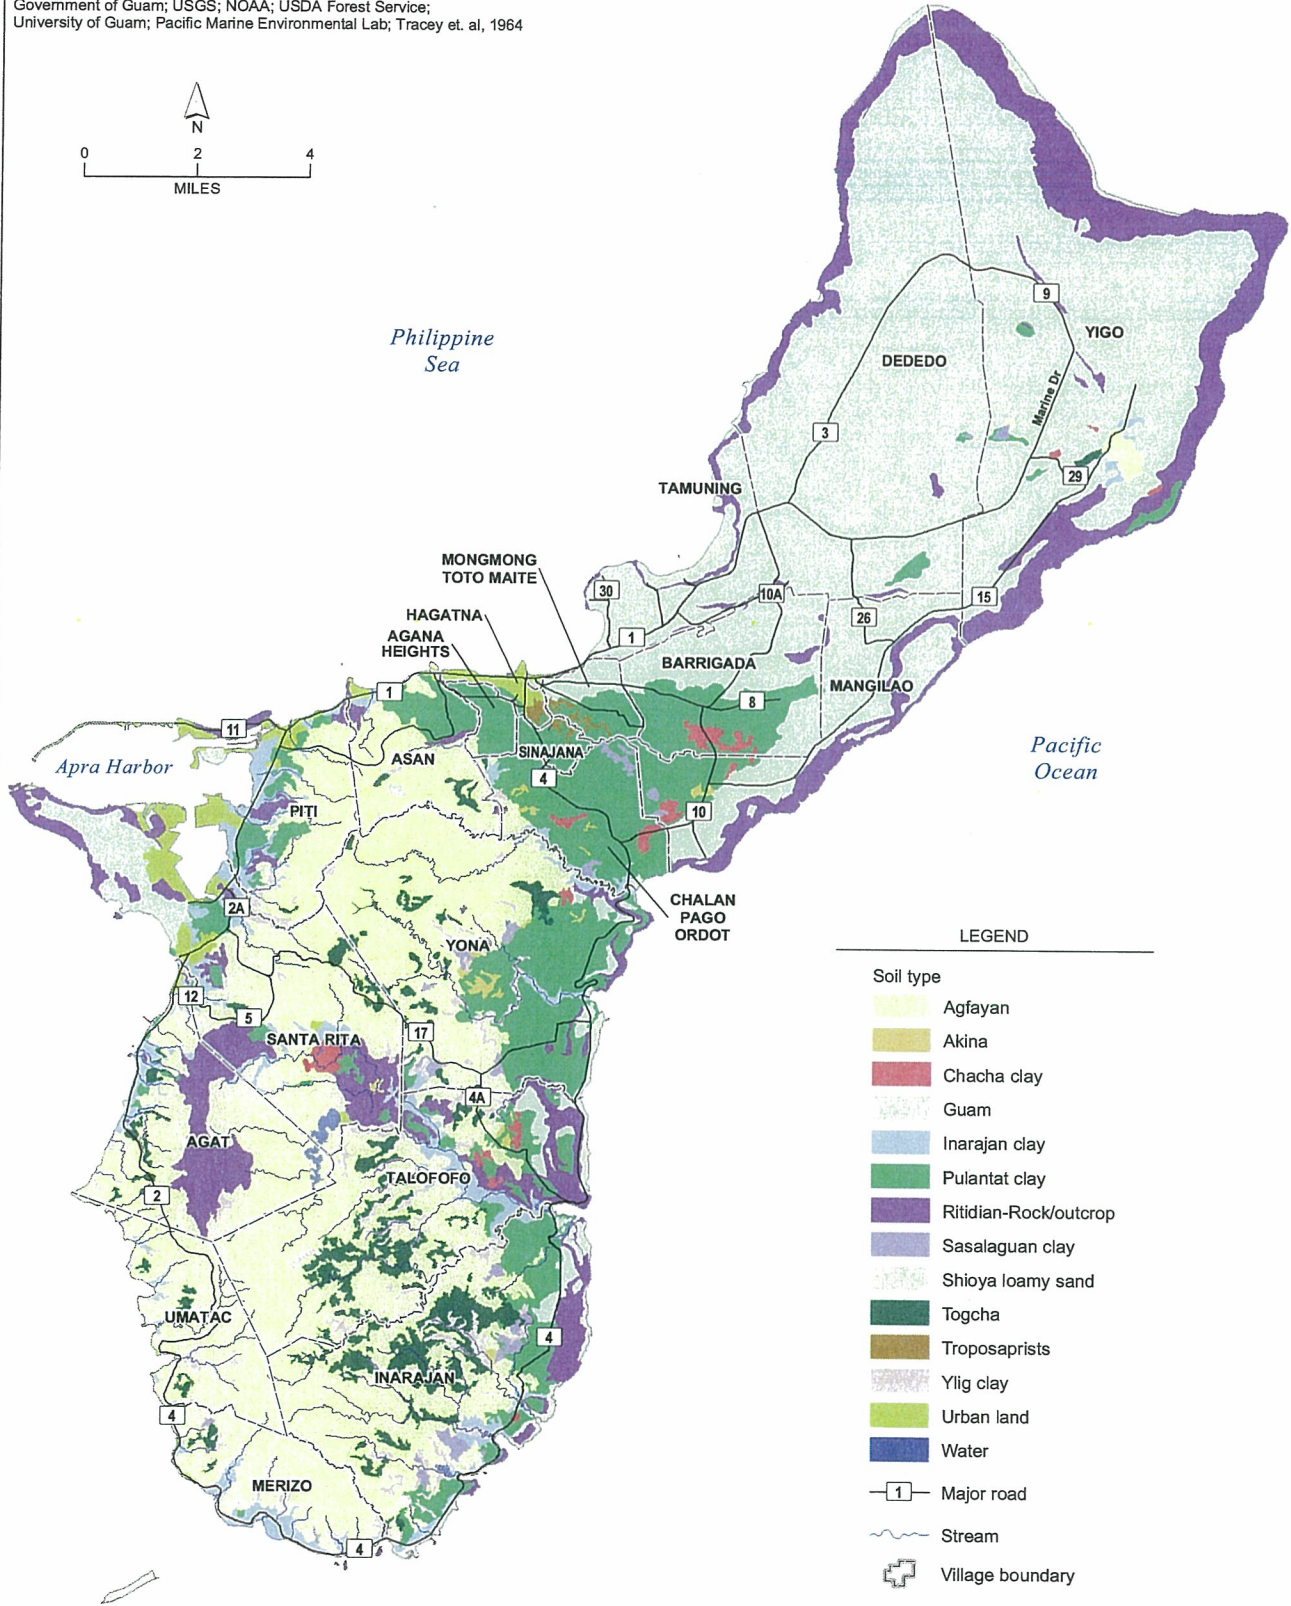 Government of Guam; USGS; NOAA; USDA Forest Service;
University of Guam; Pacific Marine Environmental Lab; Tracey et. al, 1964
N
0 2 4
MILES
Philippine
Sea
9
YIGO
DEDEDO
Marine Dr
3
29
TAMUNING
MONGMONG
TOTO MAITE
30
10A
15
HAGATNA
26
1
AGANA
HEIGHTS
BARRIGADA
MANGILAO
1
8
11
Pacific
Ocean
SINAJANA
ASAN
Apra Harbor
4
PITI
10
2A
CHALAN
PAGO
ORDOT
YONA
12
5
17
SANTA RITA
4A
AGAT
TALOFOFO
2
UMATAC
4
INARAJAN
4
MERIZO
4
LEGEND
Soil type
Agfayan
Akina
Chacha clay
Guam
Inarajan clay
Pulantat clay
Ritidian-Rock/outcrop
Sasalaguan clay
Shioya loamy sand
Togcha
Troposaprists
Ylig clay
Urban land
Water
1 Major road
Stream
Village boundary